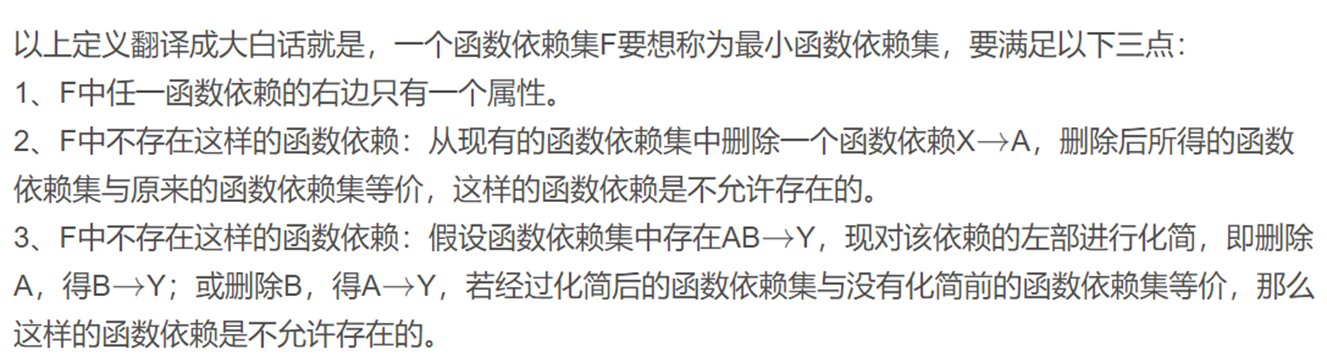 以上定义翻译成大白话就是，一个函数依赖集F要想称为最小函数依赖集，要满足以下三点：
1、F中任一函数依赖的右边只有一个属性。
2、F中不存在这样的函数依赖：从现有的函数依赖集中删除一个函数依赖X→A，删除后所得的函数
依赖集与原来的函数依赖集等价，这样的函数依赖是不允许存在的。
3、F中不存在这样的函数依赖：假设函数依赖集中存在AB→Y，现对该依赖的左部进行化简，即删除
A，得B→Y；或删除B，得A→Y，若经过化简后的函数依赖集与没有化简前的函数依赖集等价，那么
这样的函数依赖是不允许存在的。